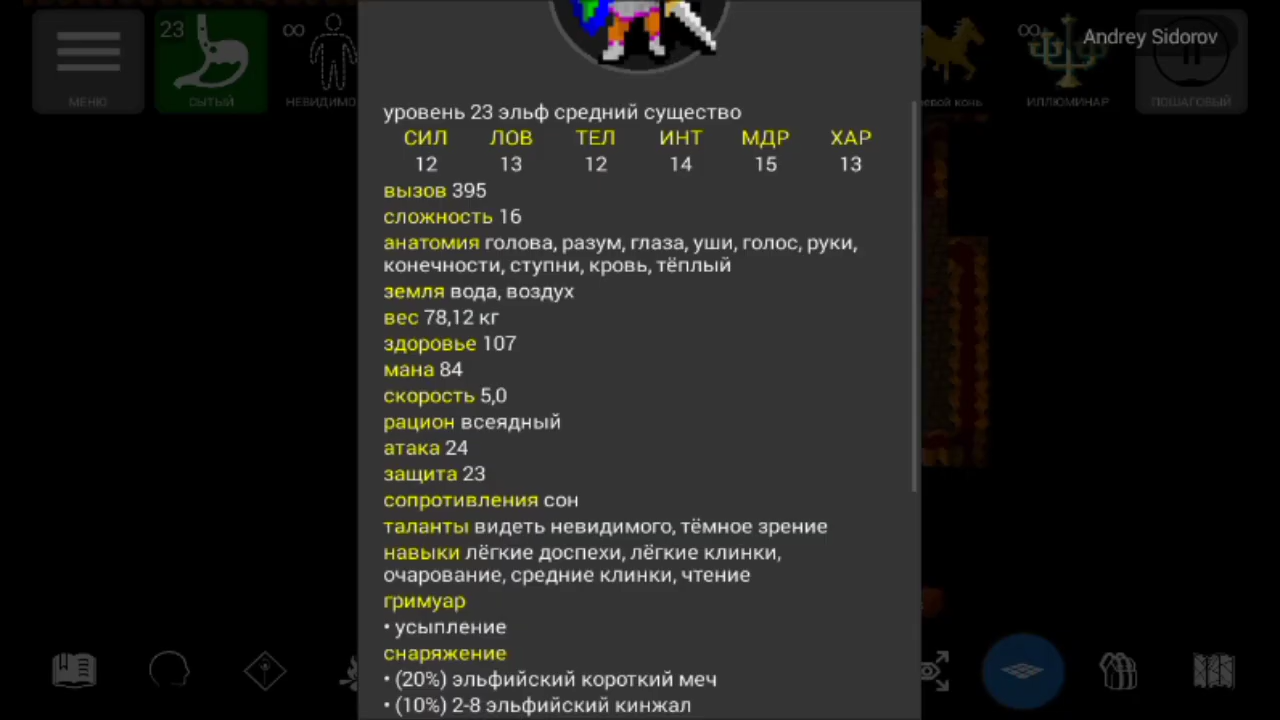 23
∞
∞
Andrey Sidorov
МЕНЮ
СЫТЫЙ
НЕВИДИМО
евой конь
ИЛЛЮМИНАР
ПОШАГОВЫЙ
уровень 23 эльф средний существо
СИЛ ЛОВ ТЕЛ ИНТ МДР ХАР
12 13 12 14 15 13
вызов 395
сложность 16
анатомия голова, разум, глаза, уши, голос, руки,
конечности, ступни, кровь, тёплый
земля вода, воздух
вес 78,12 кг
здоровье 107
мана 84
скорость 5,0
рацион всеядный
атака 24
защита 23
сопротивления сон
таланты видеть невидимого, тёмное зрение
навыки лёгкие доспехи, лёгкие клинки,
очарование, средние клинки, чтение
гримуар
• усыпление
снаряжение
• (20%) эльфийский короткий меч
• (10%) 2-8 эльфийский кинжал